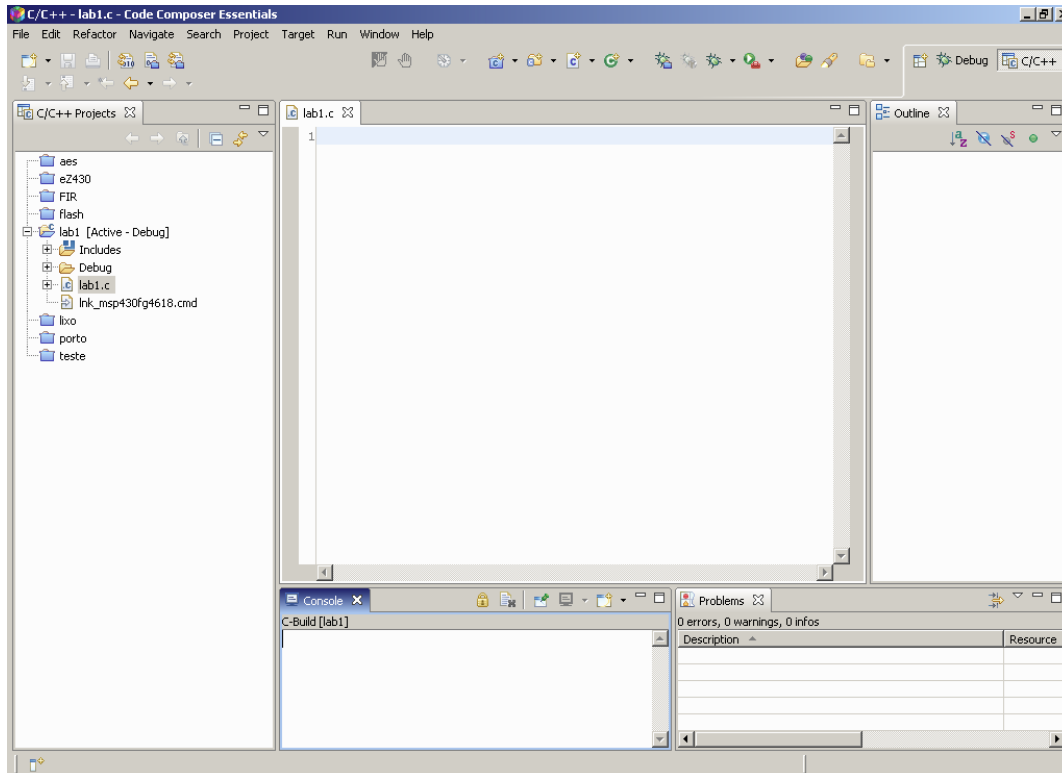 C/C++ - lab1.c - Code Composer Essentials
File Edit Refactor Navigate Search Project Target Run Window Help
Debug C/C++
C/C++ Projects
lab1.c
Outline
1
aes
eZ430
FIR
flash
lab1 [Active - Debug]
Includes
Debug
lab1.c
lnk_msp430fg4618.cmd
lixo
porto
teste
Console
Problems
C-Build [lab1]
0 errors, 0 warnings, 0 infos
Description Resource